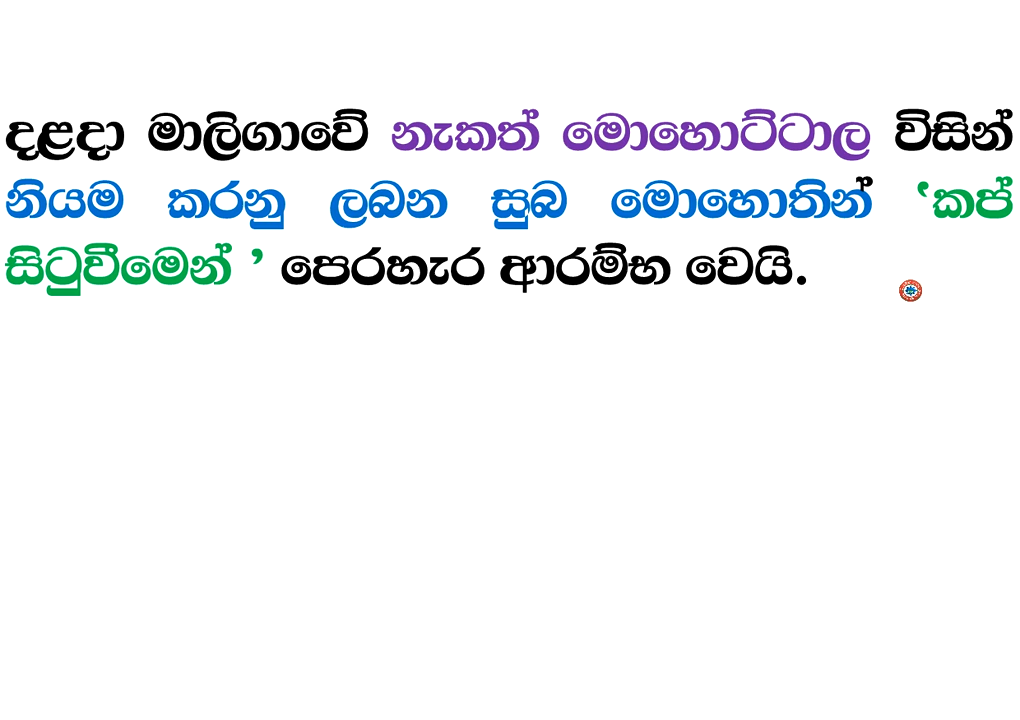 දළදා මාලිගාවේ නැකත් මොහොට්ටාල විසින්
නියම කරනු ලබන සුබ මොහොතින් ‘කප්
සිටුවීමෙන් ’ පෙරහැර ආරම්භ වෙයි.